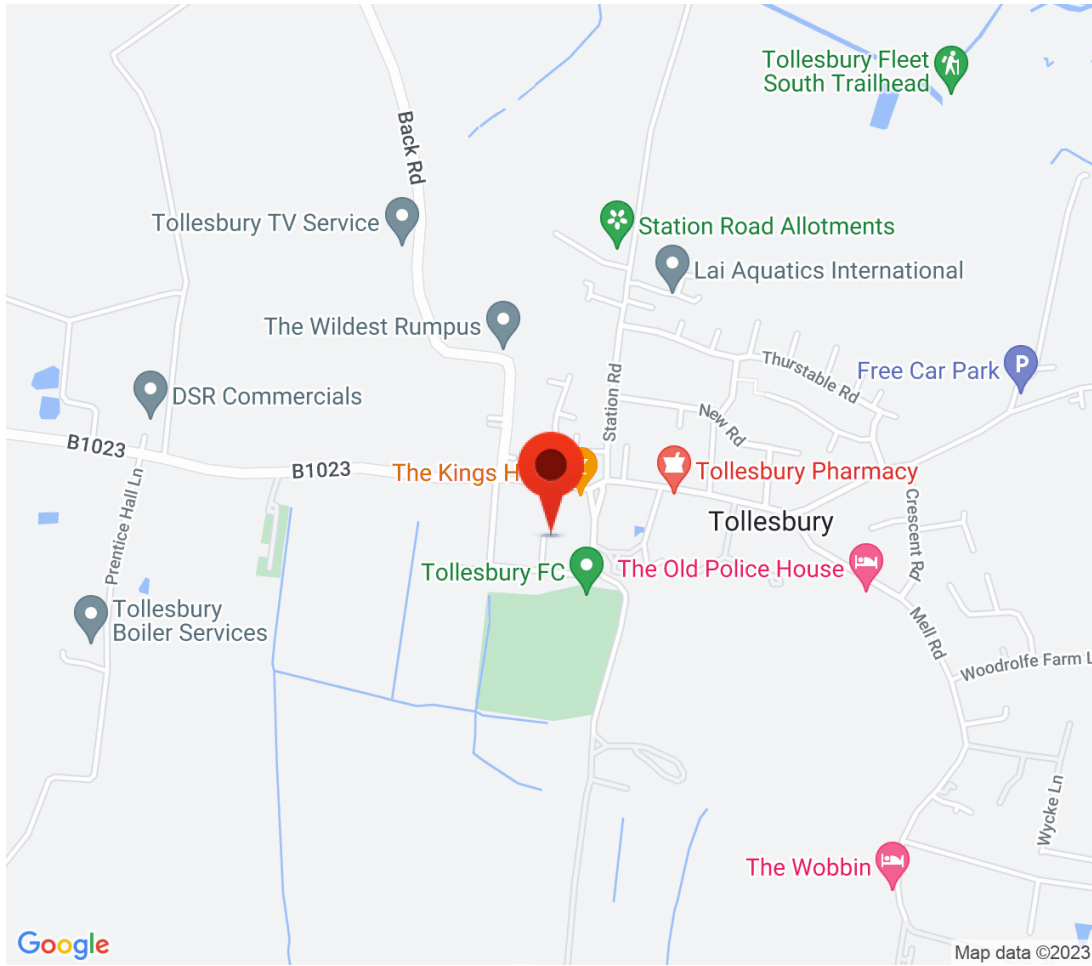 Tollesbury Fleet
South Trailhead
Back Rd
Tollesbury TV Service
Station Road Allotments
Lai Aquatics International
The Wildest Rumpus
Thurstable Rd
Free Car Park
P
DSR Commercials
Station Rd
New Rd
B1023
B1023
The Kings H
Tollesbury Pharmacy
Prentice Hall Ln
Tollesbury
Crescent Ry
Tollesbury FC
The Old Police House
Tollesbury
Boiler Services
Mell Rd
Woodrolfe Farm L
Wycke Ln
The Wobbin
Google
Map data ©2023